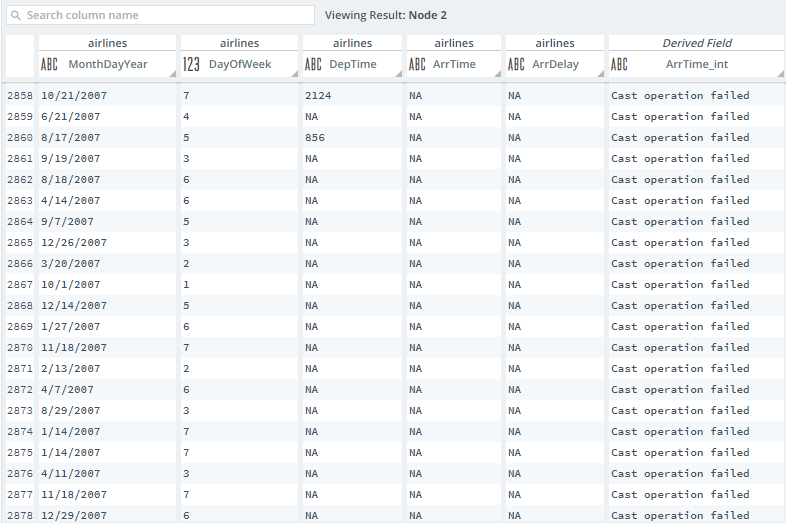 Search column name Viewing Result: Node 2
airlines airlines airlines airlines airlines Derived Field
ABC MonthDayYear 123 DayOfWeek ABC DepTime ABC ArrTime ABC ArrDelay ABC ArrTime_int
2858 10/21/2007 7 2124 NA NA Cast operation failed
2859 6/21/2007 4 NA NA NA Cast operation failed
2860 8/17/2007 5 856 NA NA Cast operation failed
2861 9/19/2007 3 NA NA NA Cast operation failed
2862 8/18/2007 6 NA NA NA Cast operation failed
2863 4/14/2007 6 NA NA NA Cast operation failed
2864 9/7/2007 5 NA NA NA Cast operation failed
2865 12/26/2007 3 NA NA NA Cast operation failed
2866 3/20/2007 2 NA NA NA Cast operation failed
2867 10/1/2007 1 NA NA NA Cast operation failed
2868 12/14/2007 5 NA NA NA Cast operation failed
2869 1/27/2007 6 NA NA NA Cast operation failed
2870 11/18/2007 7 NA NA NA Cast operation failed
2871 2/13/2007 2 NA NA NA Cast operation failed
2872 4/7/2007 6 NA NA NA Cast operation failed
2873 8/29/2007 3 NA NA NA Cast operation failed
2874 1/14/2007 7 NA NA NA Cast operation failed
2875 1/14/2007 7 NA NA NA Cast operation failed
2876 4/11/2007 3 NA NA NA Cast operation failed
2877 11/18/2007 7 NA NA NA Cast operation failed
2878 12/29/2007 6 NA NA NA Cast operation failed